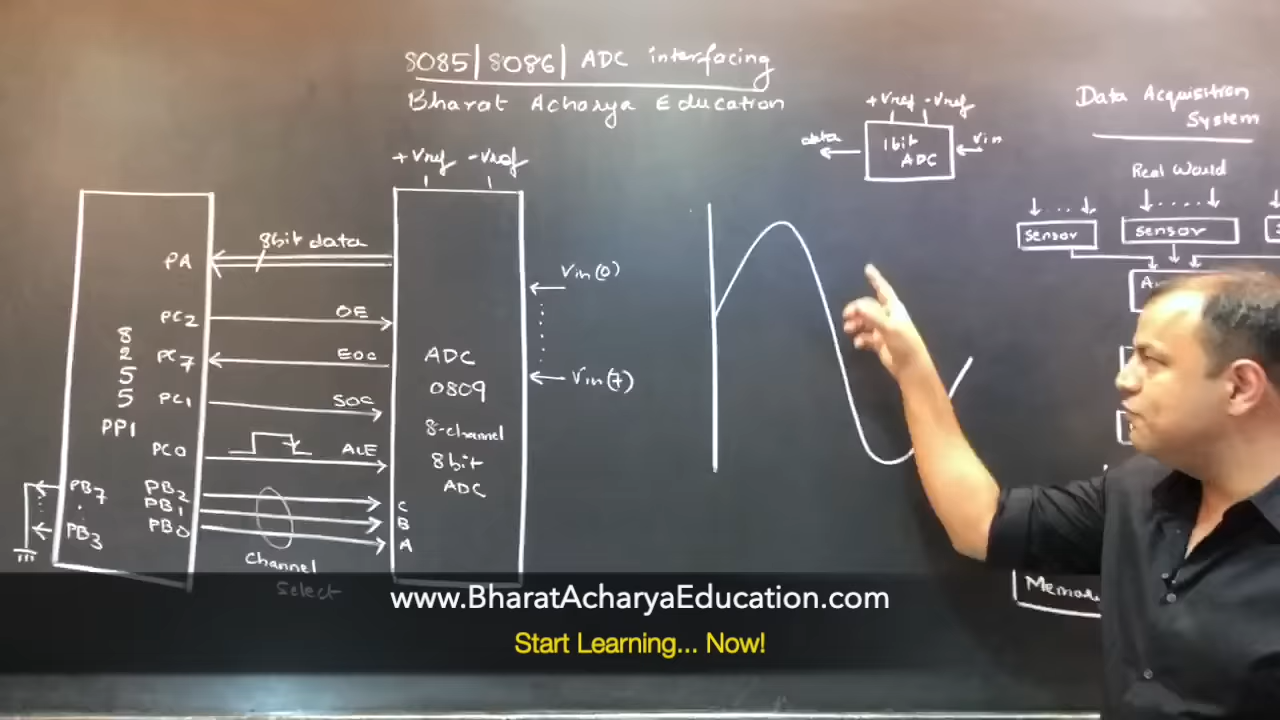 8085|8086| ADC interfacing
Bharat Acharya Education
+Vref -Vref
8bit data
PA
PC2
OE
PC7
EOC
PC1
SOC
PC0
ALE
8
2
5
5
PPI
PB7
PB3
PB2
PB1
PB0
C
B
A
Channel
Select
ADC
0809
8-channel
8bit
ADC
Vin(0)
Vin(7)
+Vref -Vref
data
1bit
ADC
Vin
Data Acquisition
System
Real Would
Sensor
Sensor
www.BharatAcharyaEducation.com
Start Learning... Now!